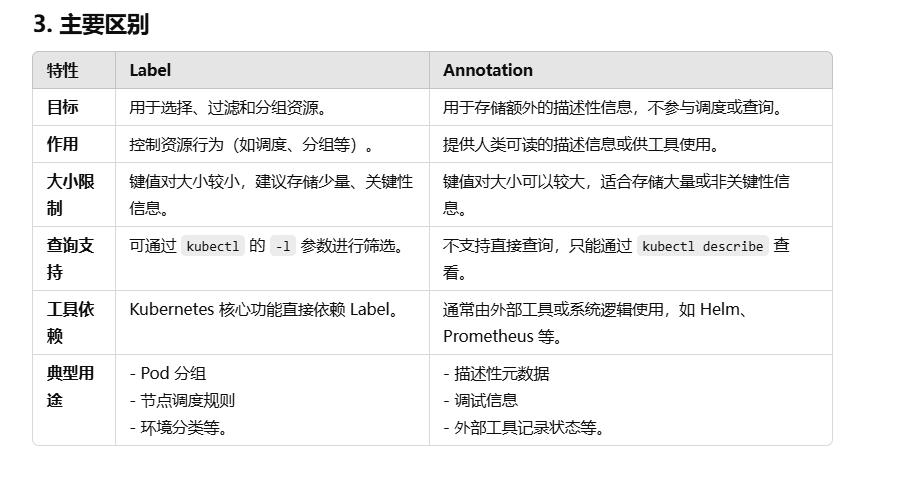 3. 主要区别
特性 Label Annotation
目标 用于选择、过滤和分组资源。 用于存储额外的描述性信息，不参与调度或查询。
作用 控制资源行为（如调度、分组等）。 提供人类可读的描述信息或供工具使用。
大小限 键值对大小较小，建议存储少量、关键性 键值对大小可以较大，适合存储大量或非关键性信
制 信息。 息。
查询支 可通过 kubectl 的 -l 参数进行筛选。 不支持直接查询，只能通过 kubectl describe 查
持 看。
工具依 Kubernetes 核心功能直接依赖 Label。 通常由外部工具或系统逻辑使用，如 Helm、
赖 Prometheus 等。
典型用 - Pod 分组 - 描述性元数据
途 - 节点调度规则 - 调试信息
- 环境分类等。 - 外部工具记录状态等。